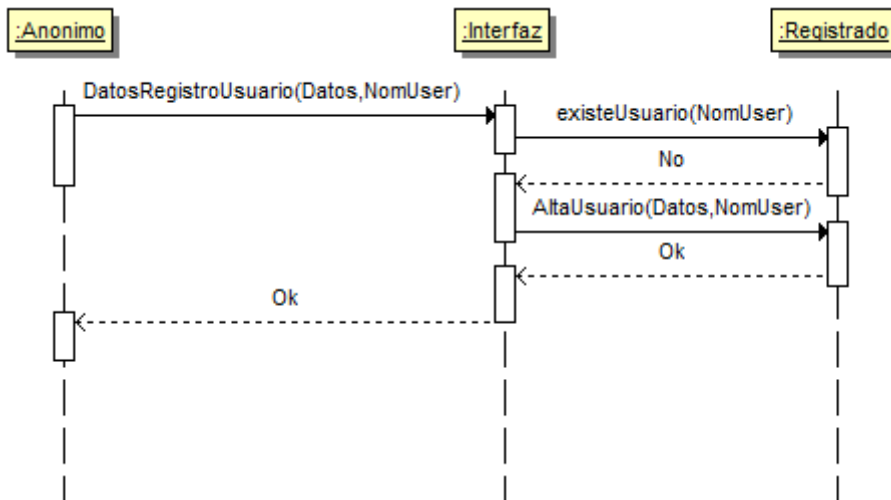 :Anonimo
:Interfaz
:Registrado
DatosRegistroUsuario(Datos,NomUser)
existeUsuario(NomUser)
No
AltaUsuario(Datos,NomUser)
Ok
Ok